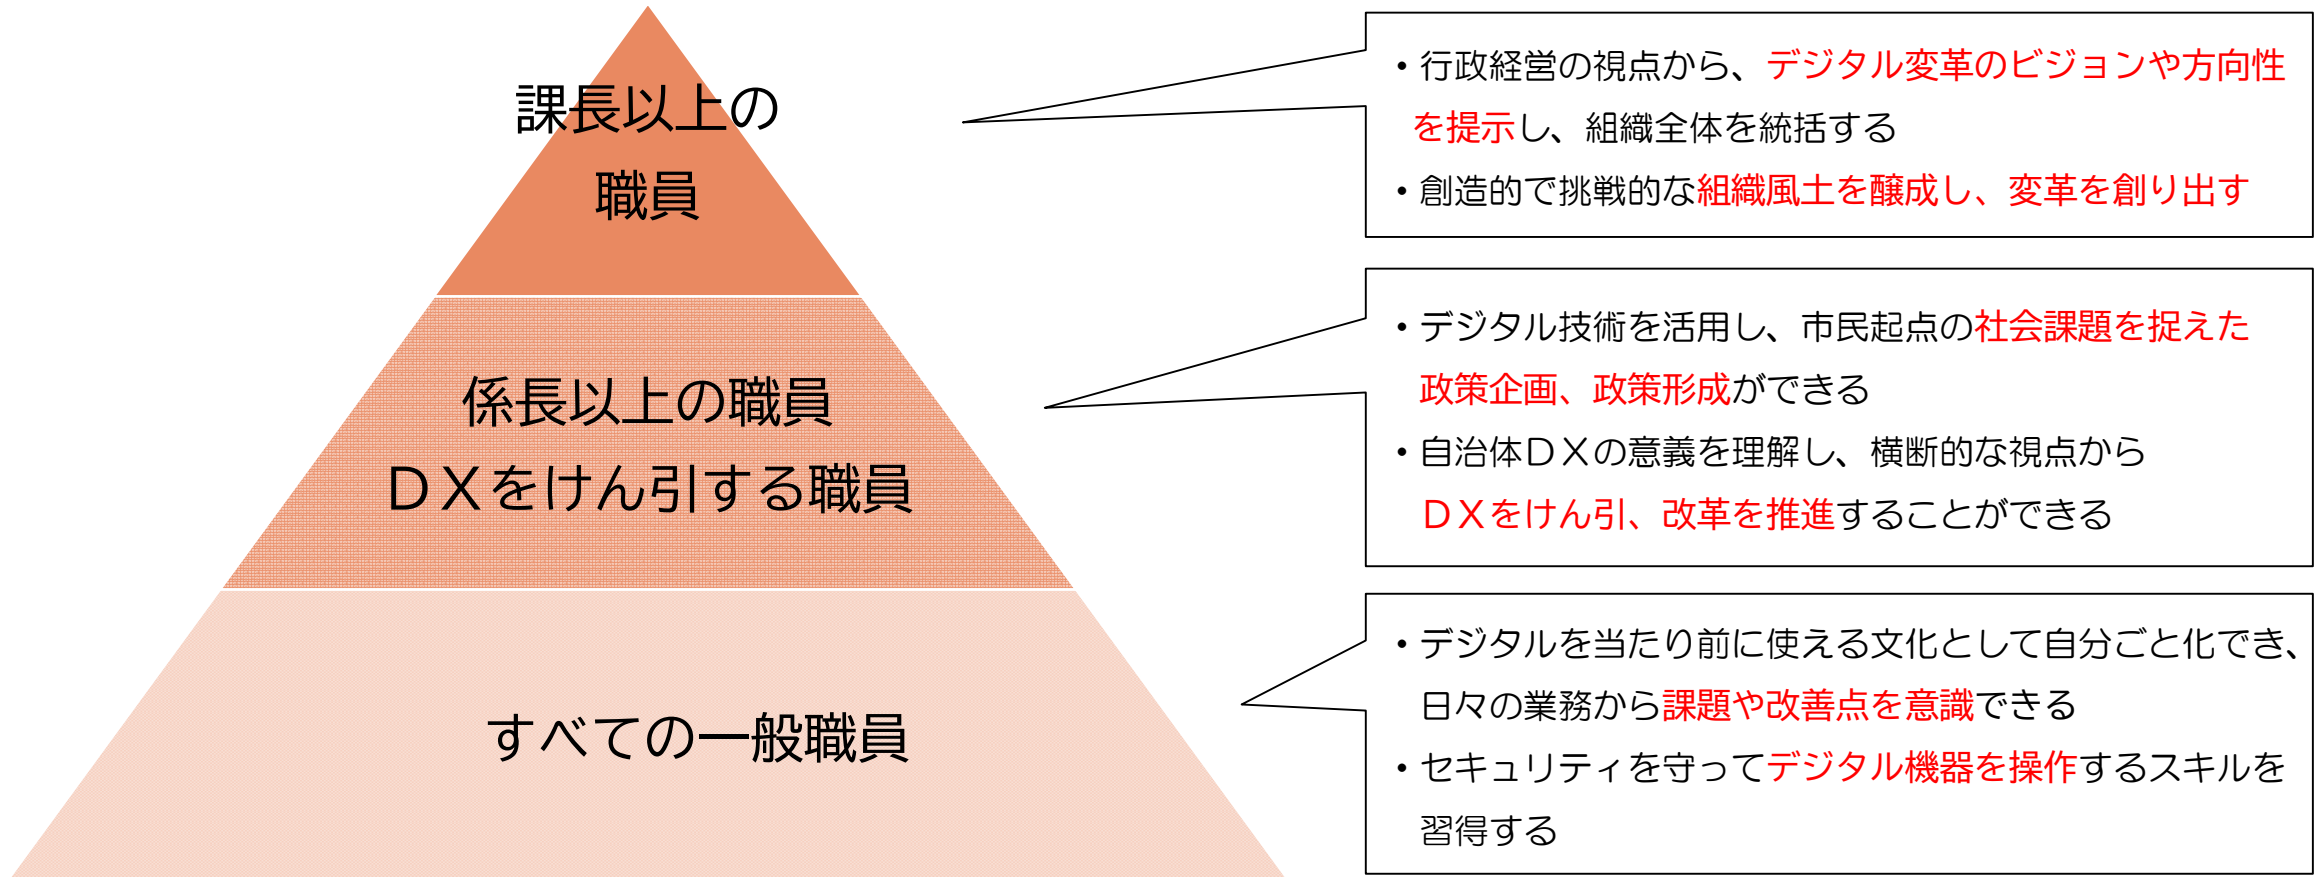 課長以上の
職員
・行政経営の視点から、デジタル変革のビジョンや方向性
を提示し、組織全体を統括する
・創造的で挑戦的な組織風土を醸成し、変革を創り出す
係長以上の職員
ＤＸをけん引する職員
・デジタル技術を活用し、市民起点の社会課題を捉えた
政策企画、政策形成ができる
・自治体ＤＸの意義を理解し、横断的な視点から
ＤＸをけん引、改革を推進することができる
すべての一般職員
・デジタルを当たり前に使える文化として自分ごと化でき、
日々の業務から課題や改善点を意識できる
・セキュリティを守ってデジタル機器を操作するスキルを
習得する